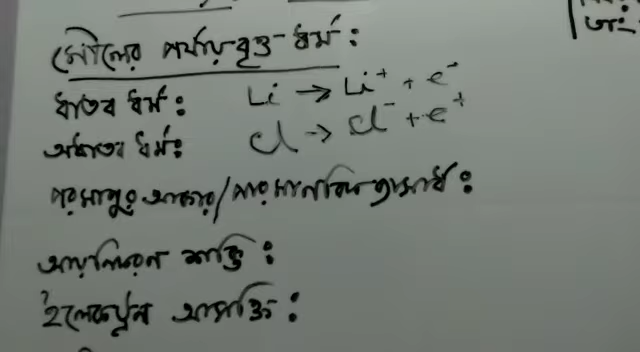 মৌলের পর্যায়বৃত্ত ধর্ম:
ধাতব ধর্ম: Li → Li⁺ + e⁻
অধাতব ধর্ম: Cl → Cl⁻ + e⁺
পরমাণুর আকার/পারমাণবিক ব্যাসার্ধ:
আয়নিকরন শক্তি:
ইলেকট্রন আসক্তি: